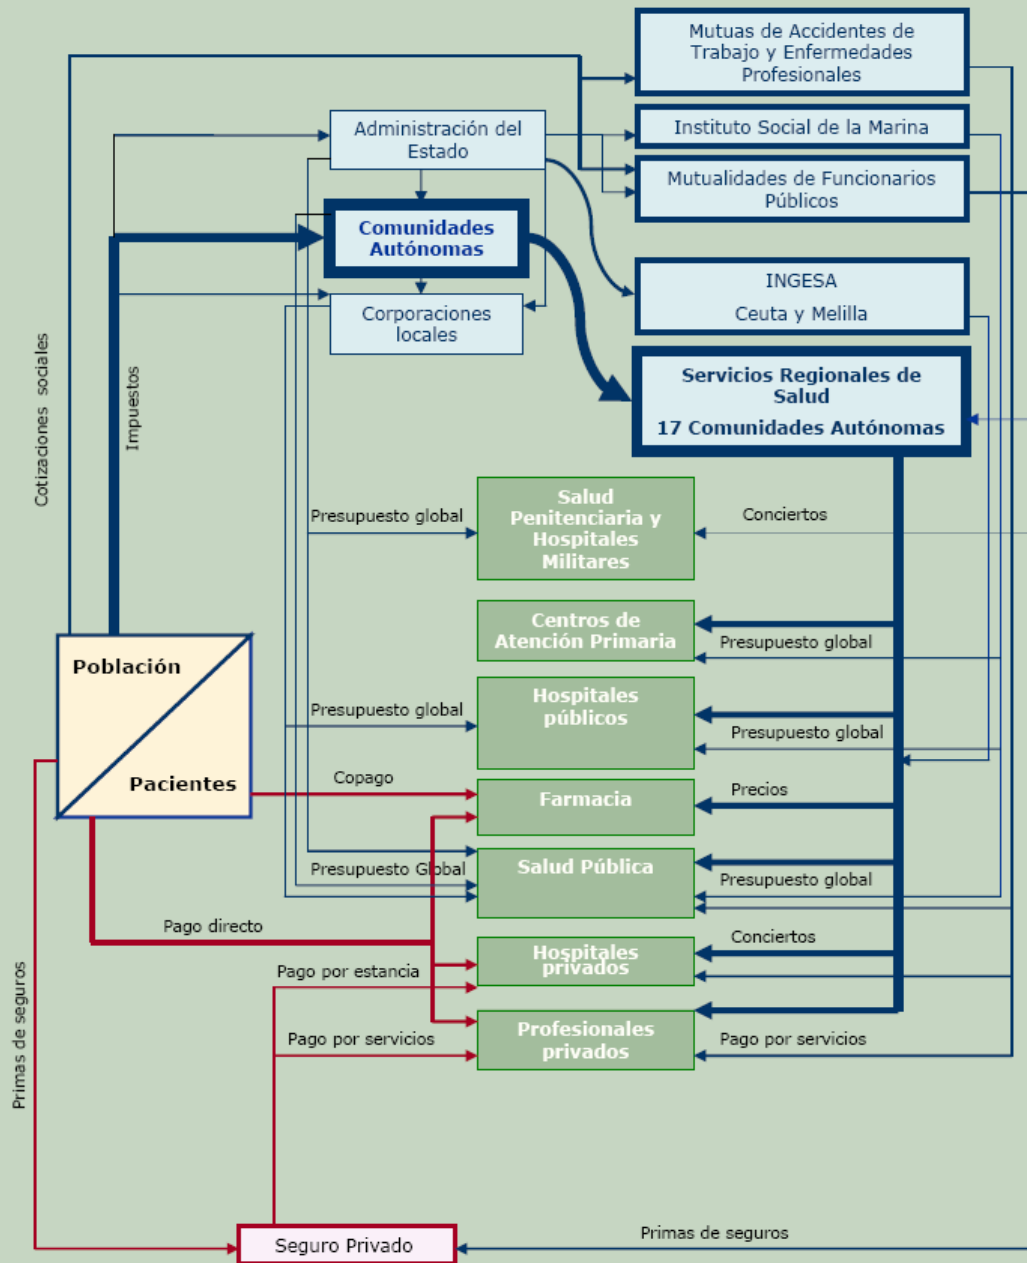 Mutuas de Accidentes de
Trabajo y Enfermedades
Profesionales
Administración del
Estado
Instituto Social de la Marina
Mutualidades de Funcionarios
Públicos
Comunidades
Autónomas
INGESA
Ceuta y Melilla
Corporaciones
locales
Servicios Regionales de
Salud
17 Comunidades Autónomas
Cotizaciones sociales
Impuestos
Presupuesto global
Salud
Penitenciaria y
Hospitales
Militares
Conciertos
Centros de
Atención Primaria
Presupuesto global
Población
Pacientes
Presupuesto global
Hospitales
públicos
Presupuesto global
Copago
Farmacia
Precios
Presupuesto Global
Salud Pública
Presupuesto global
Pago directo
Conciertos
Hospitales
privados
Pago por estancia
Pago por servicios
Profesionales
privados
Pago por servicios
Primas de seguros
Seguro Privado
Primas de seguros